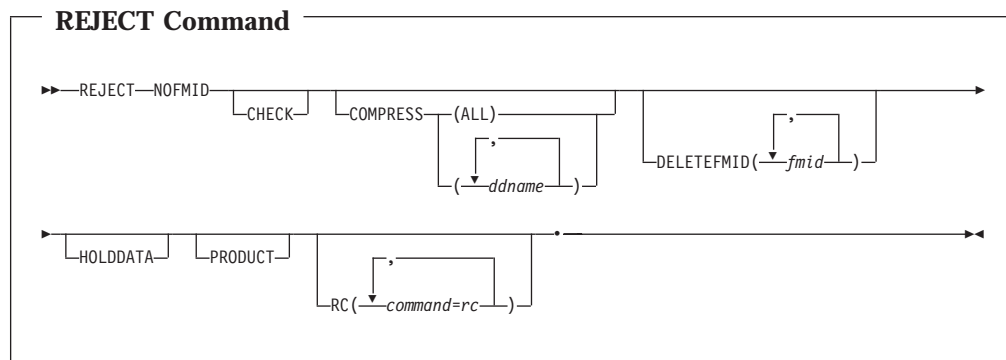 REJECT Command
REJECT NOFMID
CHECK
COMPRESS
(ALL)
,
(
ddname
)
DELETEFMID(
,
fmid
)
HOLDDATA
PRODUCT
RC(
,
command=rc
)
.